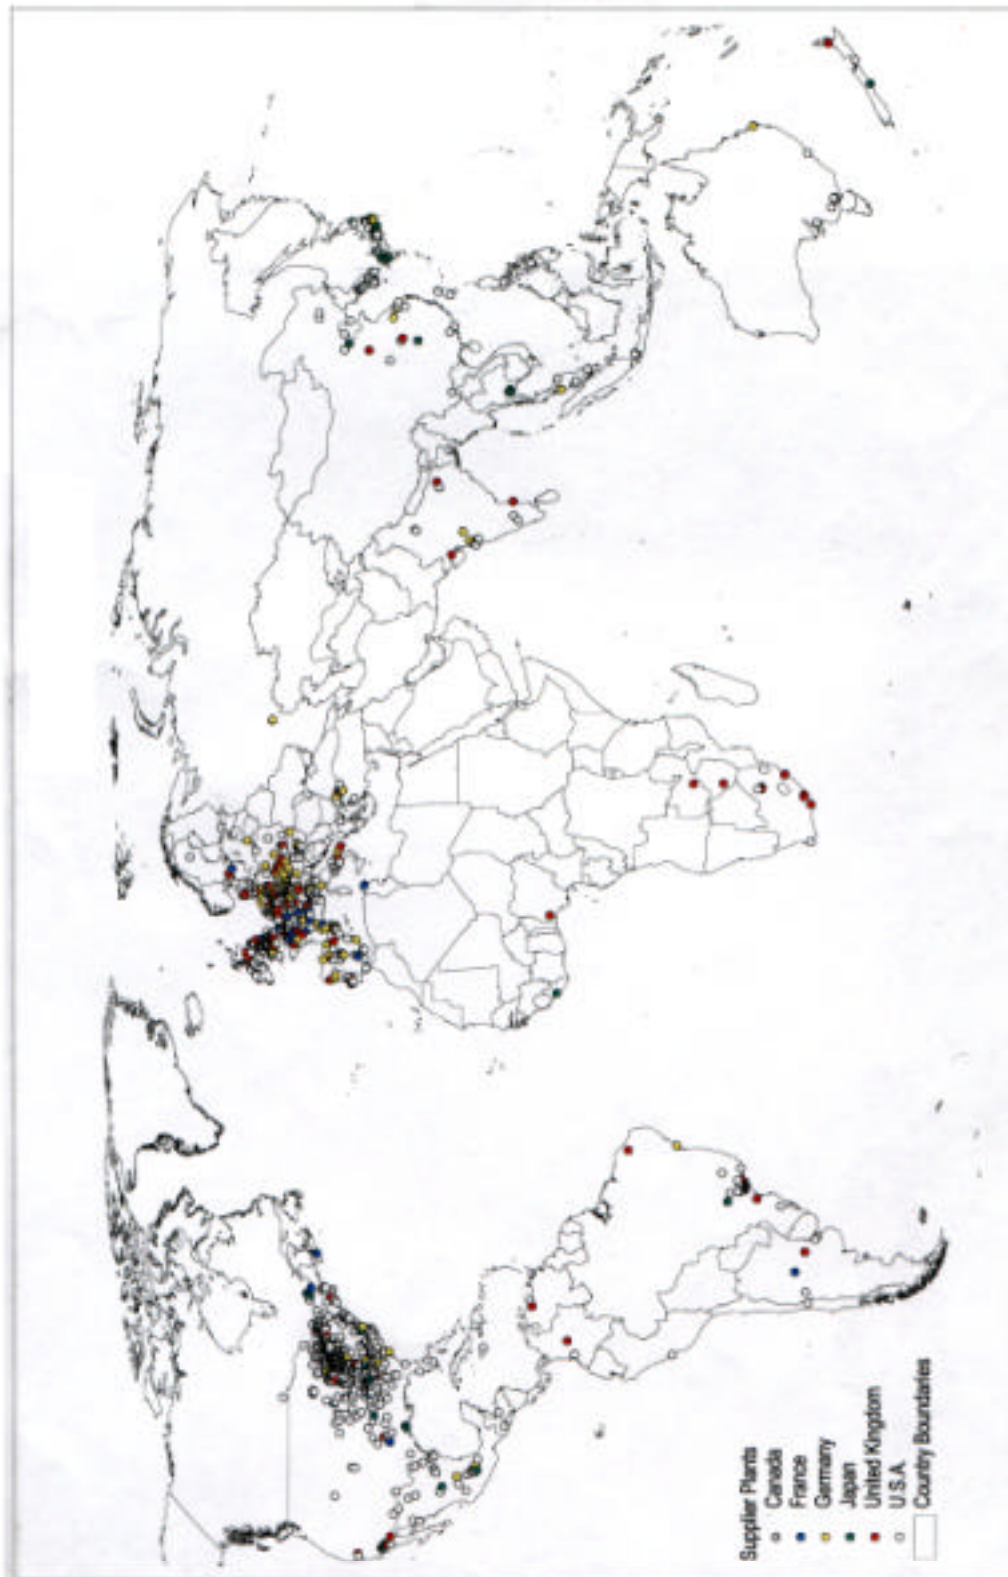 Supplier Plants
Canada
France
Germany
Japan
United Kingdom
U.S.A.
Country Boundaries